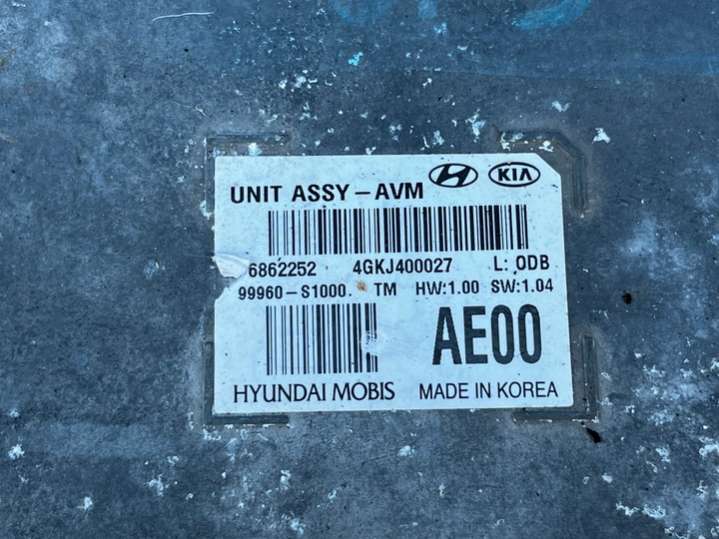 UNIT ASSY-AVM KIA
6862252 4GKJ400027 L: ODB
99960-S1000 TM HW:1.00 SW:1.04
AE00
HYUNDAI MOBIS MADE IN KOREA